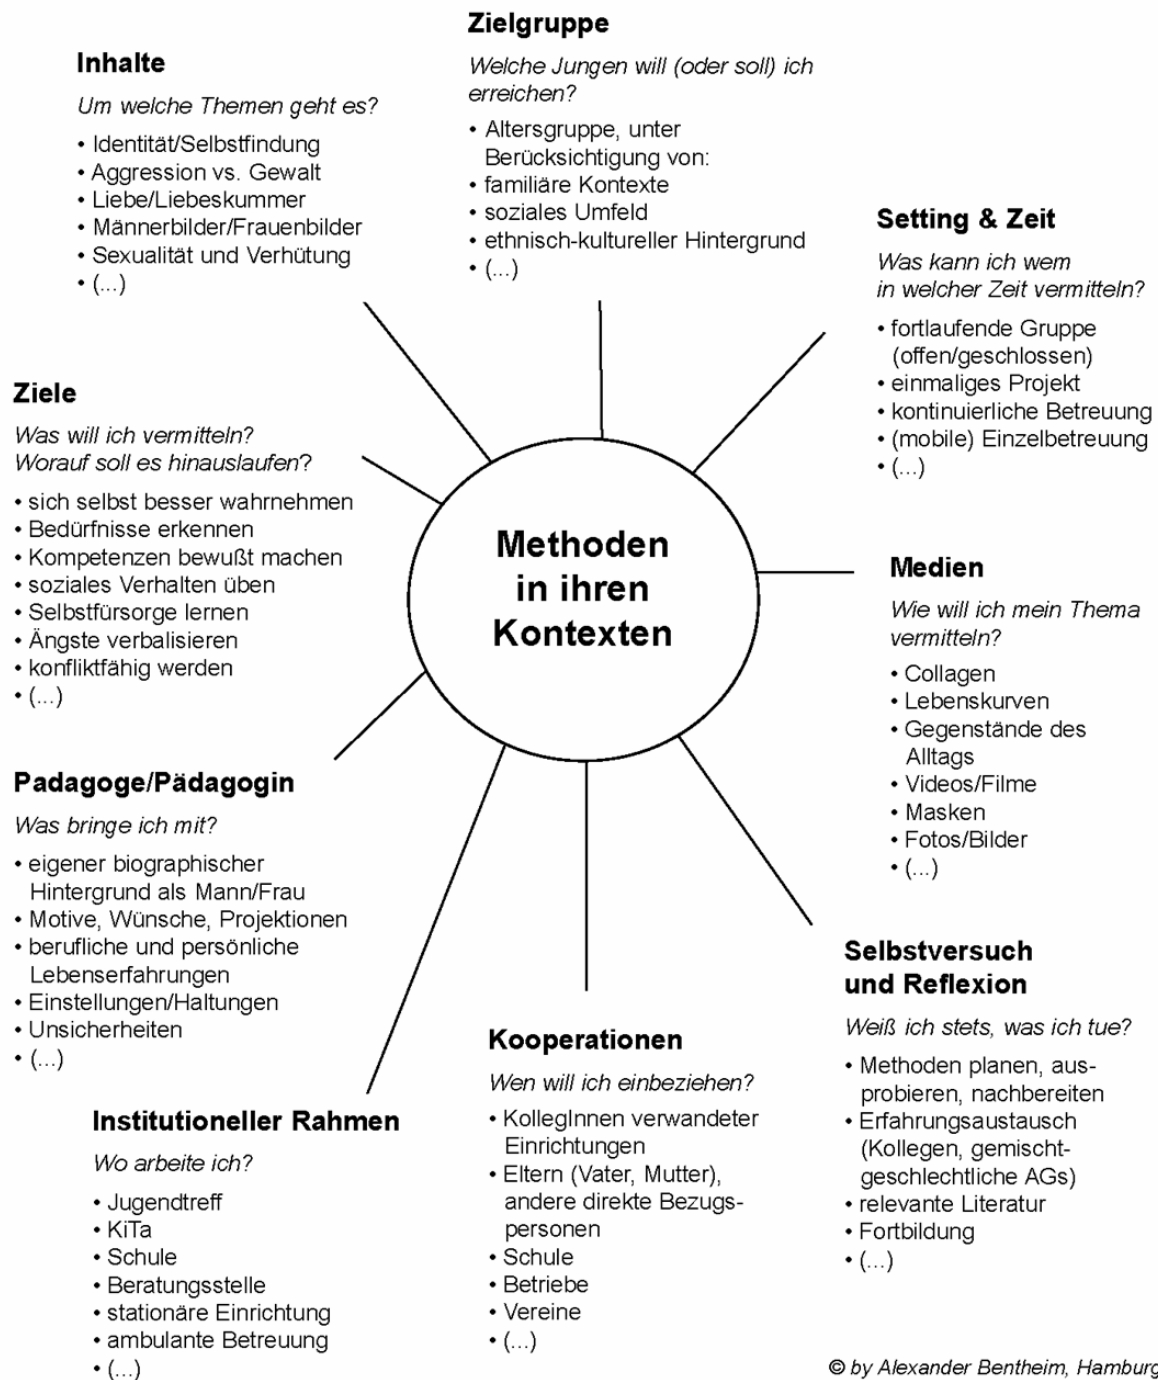 Zielgruppe
Welche Jungen will (oder soll) ich
erreichen?
• Altersgruppe, unter
Berücksichtigung von:
• familiäre Kontexte
• soziales Umfeld
• ethnisch-kultureller Hintergrund
• (...)
Inhalte
Um welche Themen geht es?
• Identität/Selbstfindung
• Aggression vs. Gewalt
• Liebe/Liebeskummer
• Männerbilder/Frauenbilder
• Sexualität und Verhütung
• (...)
Setting & Zeit
Was kann ich wem
in welcher Zeit vermitteln?
• fortlaufende Gruppe
(offen/geschlossen)
• einmaliges Projekt
• kontinuierliche Betreuung
• (mobile) Einzelbetreuung
• (...)
Ziele
Was will ich vermitteln?
Worauf soll es hinauslaufen?
• sich selbst besser wahrnehmen
• Bedürfnisse erkennen
• Kompetenzen bewußt machen
• soziales Verhalten üben
• Selbstfürsorge lernen
• Ängste verbalisieren
• konfliktfähig werden
• (...)
Methoden
in ihren
Kontexten
Medien
Wie will ich mein Thema
vermitteln?
• Collagen
• Lebenskurven
• Gegenstände des
Alltags
• Videos/Filme
• Masken
• Fotos/Bilder
• (...)
Padagoge/Pädagogin
Was bringe ich mit?
• eigener biographischer
Hintergrund als Mann/Frau
• Motive, Wünsche, Projektionen
• berufliche und persönliche
Lebenserfahrungen
• Einstellungen/Haltungen
• Unsicherheiten
• (...)
Selbstversuch
und Reflexion
Weiß ich stets, was ich tue?
• Methoden planen, aus-
probieren, nachbereiten
• Erfahrungsaustausch
(Kollegen, gemischt-
geschlechtliche AGs)
• relevante Literatur
• Fortbildung
• (...)
Kooperationen
Wen will ich einbeziehen?
• KollegInnen verwandeter
Einrichtungen
• Eltern (Vater, Mutter),
andere direkte Bezugs-
personen
• Schule
• Betriebe
• Vereine
• (...)
Institutioneller Rahmen
Wo arbeite ich?
• Jugendtreff
• KiTa
• Schule
• Beratungsstelle
• stationäre Einrichtung
• ambulante Betreuung
• (...)
© by Alexander Bentheim, Hamburg